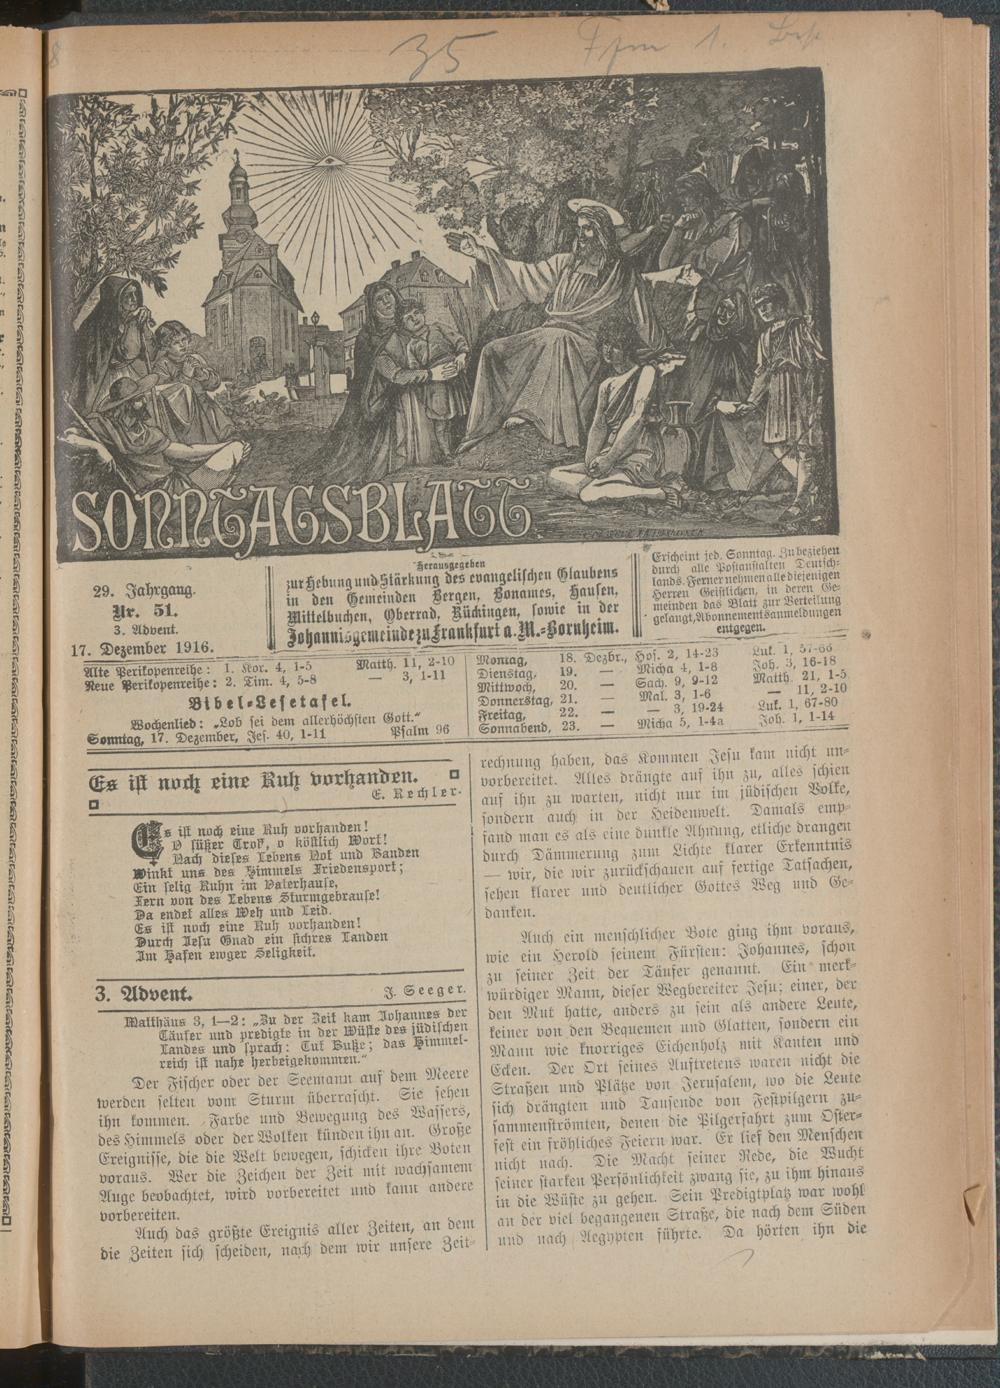 35
SONNTAGSBLATT
29. Jahrgang.
Nr. 51.
3. Advent.
17. Dezember 1916.
Herausgegeben
zur Hebung und Stärkung des evangelischen Glaubens
in den Gemeinden Bergen, Bonames, Hausen,
Mittelbuchen, Oberrad, Rückingen, sowie in der
Johannisgemeinde zu Frankfurt a. M.-Bornheim.
Erscheint jed. Sonntag. Zu beziehen
durch alle Postanstalten Deutsch-
lands. Ferner nehmen alle diejenigen
Herren Geistlichen, in deren Ge-
meinden das Blatt zur Verteilung
gelangt, Abonnementsanmeldungen
entgegen.
Alte Perikopenreihe: 1. Kor. 4, 1-5 Matth. 11, 2-10
Neue Perikopenreihe: 2. Tim. 4, 5-8 — 3, 1-11
Bibel-Lesetafel.
Wochenlied: „Lob sei dem allerhöchsten Gott.“
Sonntag, 17. Dezember, Jes. 40, 1-11 Psalm 96
Montag, 18. Dezbr., Hos. 2, 14-23 Luk. 1, 57-66
Dienstag, 19. — Micha 4, 1-8 Joh. 3, 16-18
Mittwoch, 20. — Sach. 9, 9-12 Matth. 21, 1-5
Donnerstag, 21. — Mal. 3, 1-6 — 11, 2-10
Freitag, 22. — — 3, 19-24 Luk. 1, 67-80
Sonnabend, 23. — Micha 5, 1-4a Joh. 1, 1-14
Es ist noch eine Ruh vorhanden.
E. Kechler.
Es ist noch eine Ruh vorhanden!
O süßer Trost, o köstlich Wort!
Nach dieses Lebens Not und Banden
Winkt uns des Himmels Friedensport;
Ein selig Ruhn im Vaterhause,
Fern von des Lebens Sturmgebrause!
Da endet alles Weh und Leid.
Es ist noch eine Ruh vorhanden!
Durch Jesu Gnad ein sichres Landen
Im Hafen ewger Seligkeit.
3. Advent. J. Seeger.
Matthäus 3, 1—2: „Zu der Zeit kam Johannes der
Täufer und predigte in der Wüste des jüdischen
Landes und sprach: Tut Buße; das Himmel-
reich ist nahe herbeigekommen.“
Der Fischer oder der Seemann auf dem Meere
werden selten vom Sturm überrascht. Sie sehen
ihn kommen. Farbe und Bewegung des Wassers,
des Himmels oder der Wolken künden ihn an. Große
Ereignisse, die die Welt bewegen, schicken ihre Boten
voraus. Wer die Zeichen der Zeit mit wachsamem
Auge beobachtet, wird vorbereitet und kann andere
vorbereiten.
Auch das größte Ereignis aller Zeiten, an dem
die Zeiten sich scheiden, nach dem wir unsere Zeit-
rechnung haben, das Kommen Jesu kam nicht un-
vorbereitet. Alles drängte auf ihn zu, alles schien
auf ihn zu warten, nicht nur im jüdischen Volke,
sondern auch in der Heidenwelt. Damals emp-
fand man es als eine dunkle Ahnung, etliche drangen
durch Dämmerung zum Lichte klarer Erkenntnis
— wir, die wir zurückschauen auf fertige Tatsachen,
sehen klarer und deutlicher Gottes Weg und Ge-
danken.
Auch ein menschlicher Bote ging ihm voraus,
wie ein Herold seinem Fürsten: Johannes, schon
zu seiner Zeit der Täufer genannt. Ein merk-
würdiger Mann, dieser Wegbereiter Jesu; einer, der
den Mut hatte, anders zu sein als andere Leute,
keiner von den Bequemen und Glatten, sondern ein
Mann wie knorriges Eichenholz mit Kanten und
Ecken. Der Ort seines Auftretens waren nicht die
Straßen und Plätze von Jerusalem, wo die Leute
sich drängten und Tausende von Festpilgern zu-
sammenströmten, denen die Pilgerfahrt zum Oster-
fest ein fröhliches Feiern war. Er lief den Menschen
nicht nach. Die Macht seiner Rede, die Wucht
seiner starken Persönlichkeit zwang sie, zu ihm hinaus
in die Wüste zu gehen. Sein Predigtplatz war wohl
an der viel begangenen Straße, die nach dem Süden
und nach Aegypten führte. Da hörten ihn die